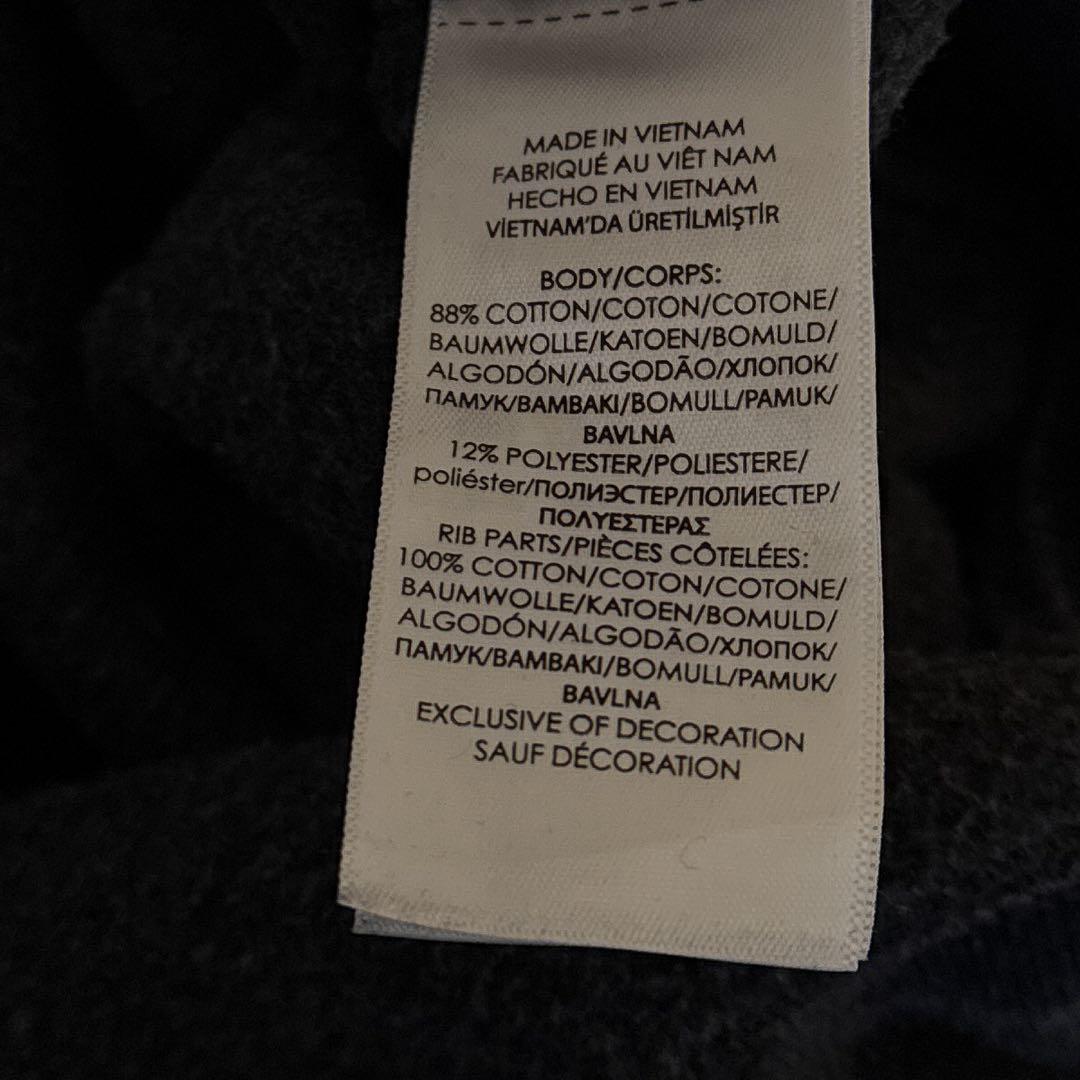 MADE IN VIETNAM
FABRIQUÉ AU VIÊT NAM
HECHO EN VIETNAM
VİETNAM'DA ÜRETİLMİŞTİR
BODY/CORPS:
88% COTTON/COTON/COTONE/
BAUMWOLLE/KATOEN/BOMULD/
ALGODÓN/ALGODÃO/ХЛОПОК/
ПАМУК/BAMBAKI/BOMULL/PAMUK/
BAVLNA
12% POLYESTER/POLIESTERE/
poliéster/ПОЛИЭСТЕР/ПОЛИЕСТЕР/
ΠΟΛΥΕΣΤΕΡΑΣ
RIB PARTS/PIÈCES CÔTELÉES:
100% COTTON/COTON/COTONE/
BAUMWOLLE/KATOEN/BOMULD/
ALGODÓN/ALGODÃO/ХЛОПОК/
ПАМУК/BAMBAKI/BOMULL/PAMUK/
BAVLNA
EXCLUSIVE OF DECORATION
SAUF DÉCORATION